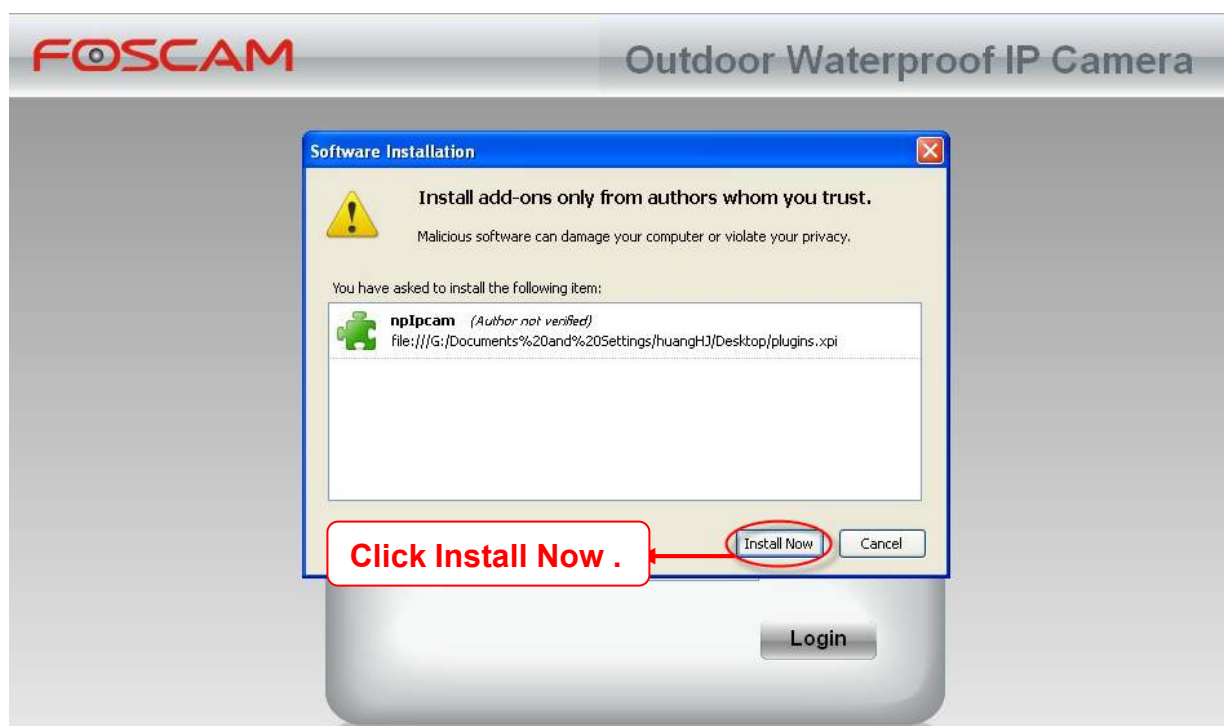 FOSCAM
Outdoor Waterproof IP Camera
Software Installation
Install add-ons only from authors whom you trust.
Malicious software can damage your computer or violate your privacy.
You have asked to install the following item:
npIpcam (Author not verified)
file:///G:/Documents%20and%20Settings/huangHJ/Desktop/plugins.xpi
Click Install Now .
Install Now
Cancel
Login